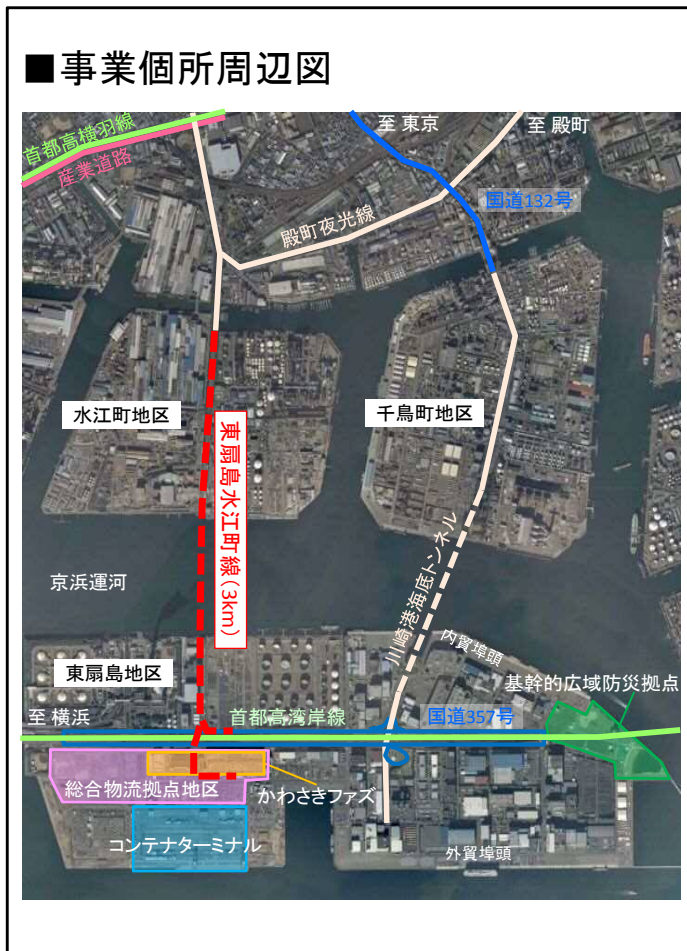 ■事業個所周辺図
至 東京
至 殿町
首都高横羽線
産業道路
国道132号
殿町夜光線
水江町地区
千鳥町地区
東扇島水江町線(3km)
川崎港海底トンネル
京浜運河
内貿埠頭
東扇島地区
基幹的広域防災拠点
至 横浜
首都高湾岸線
国道357号
総合物流拠点地区
かわさきファズ
コンテナターミナル
外貿埠頭